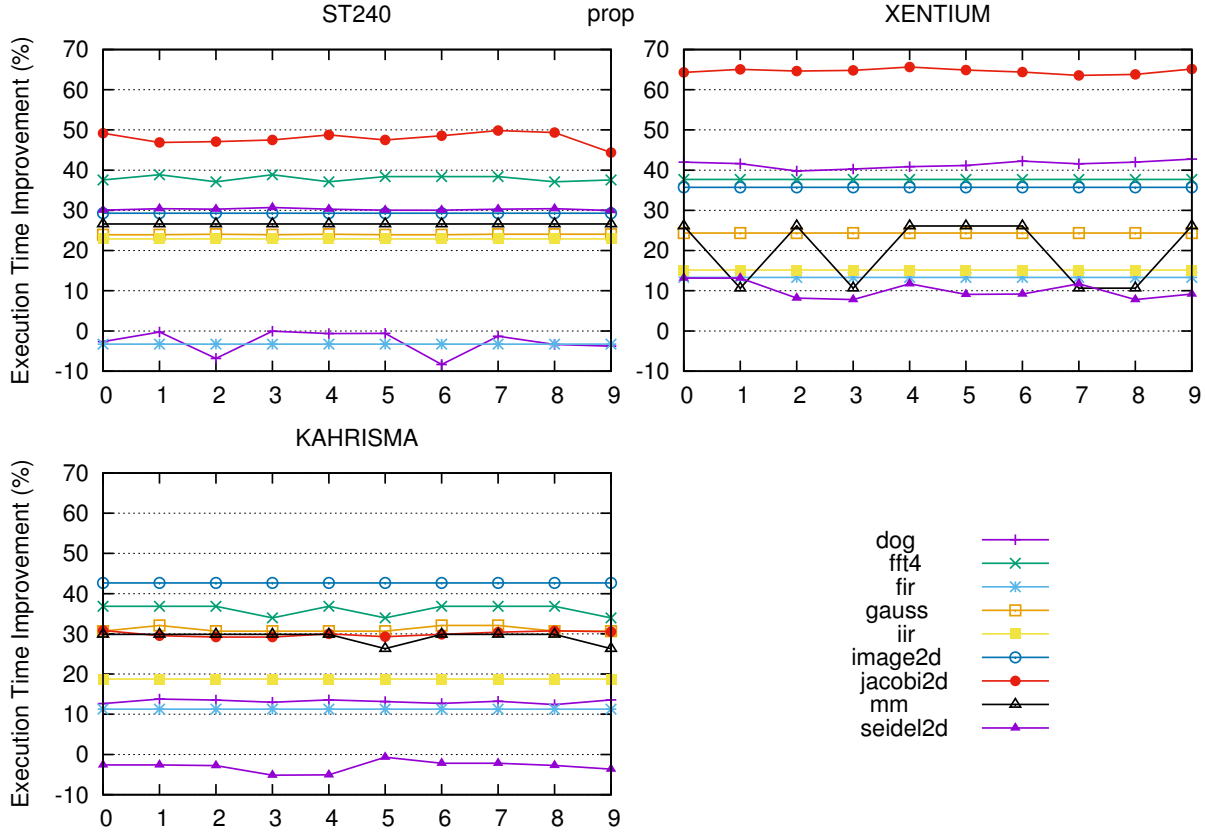 ST240 prop XENTIUM
Execution Time Improvement (%)
70
60
50
40
30
20
10
0
-10
0 1 2 3 4 5 6 7 8 9
70
60
50
40
30
20
10
0
-10
0 1 2 3 4 5 6 7 8 9
KAHRISMA
Execution Time Improvement (%)
70
60
50
40
30
20
10
0
-10
0 1 2 3 4 5 6 7 8 9
dog
fft4
fir
gauss
iir
image2d
jacobi2d
mm
seidel2d